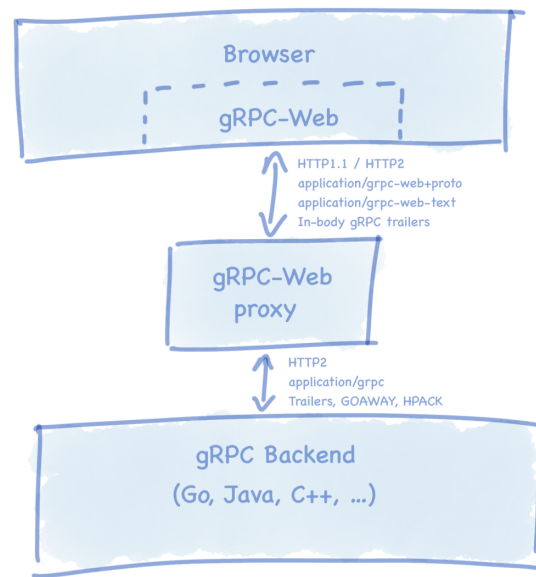 Browser
gRPC-Web
HTTP1.1 / HTTP2
application/grpc-web+proto
application/grpc-web-text
In-body gRPC trailers
gRPC-Web
proxy
HTTP2
application/grpc
Trailers, GOAWAY, HPACK
gRPC Backend
(Go, Java, C++, ...)